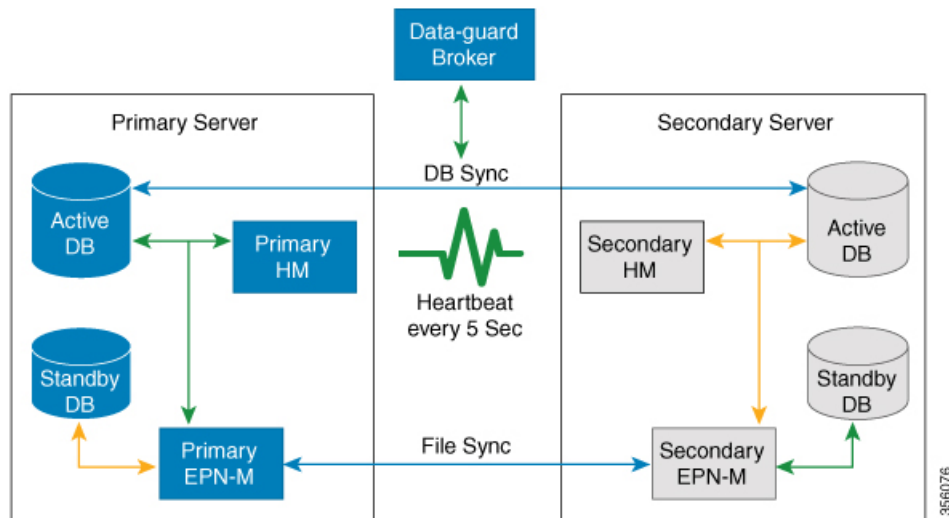 Data-guard
Broker
Primary Server
Secondary Server
DB Sync
Active
DB
Primary
HM
Secondary
HM
Active
DB
Heartbeat
every 5 Sec
Standby
DB
Standby
DB
Primary
EPN-M
File Sync
Secondary
EPN-M
356076